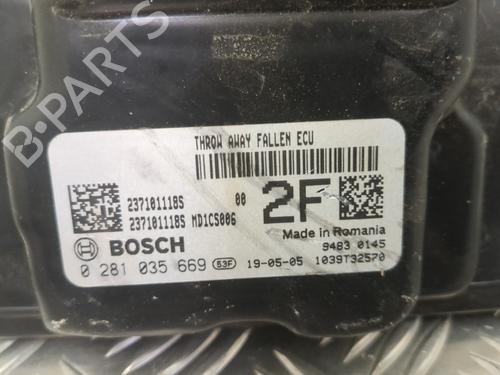 B-PARTS
THROW AWAY FALLEN ECU
237101118S 00
237101118S MD1CS006
2F
Made in Romania
BOSCH
9483 0145
0 281 035 669 53F 19-05-05 1039T32570